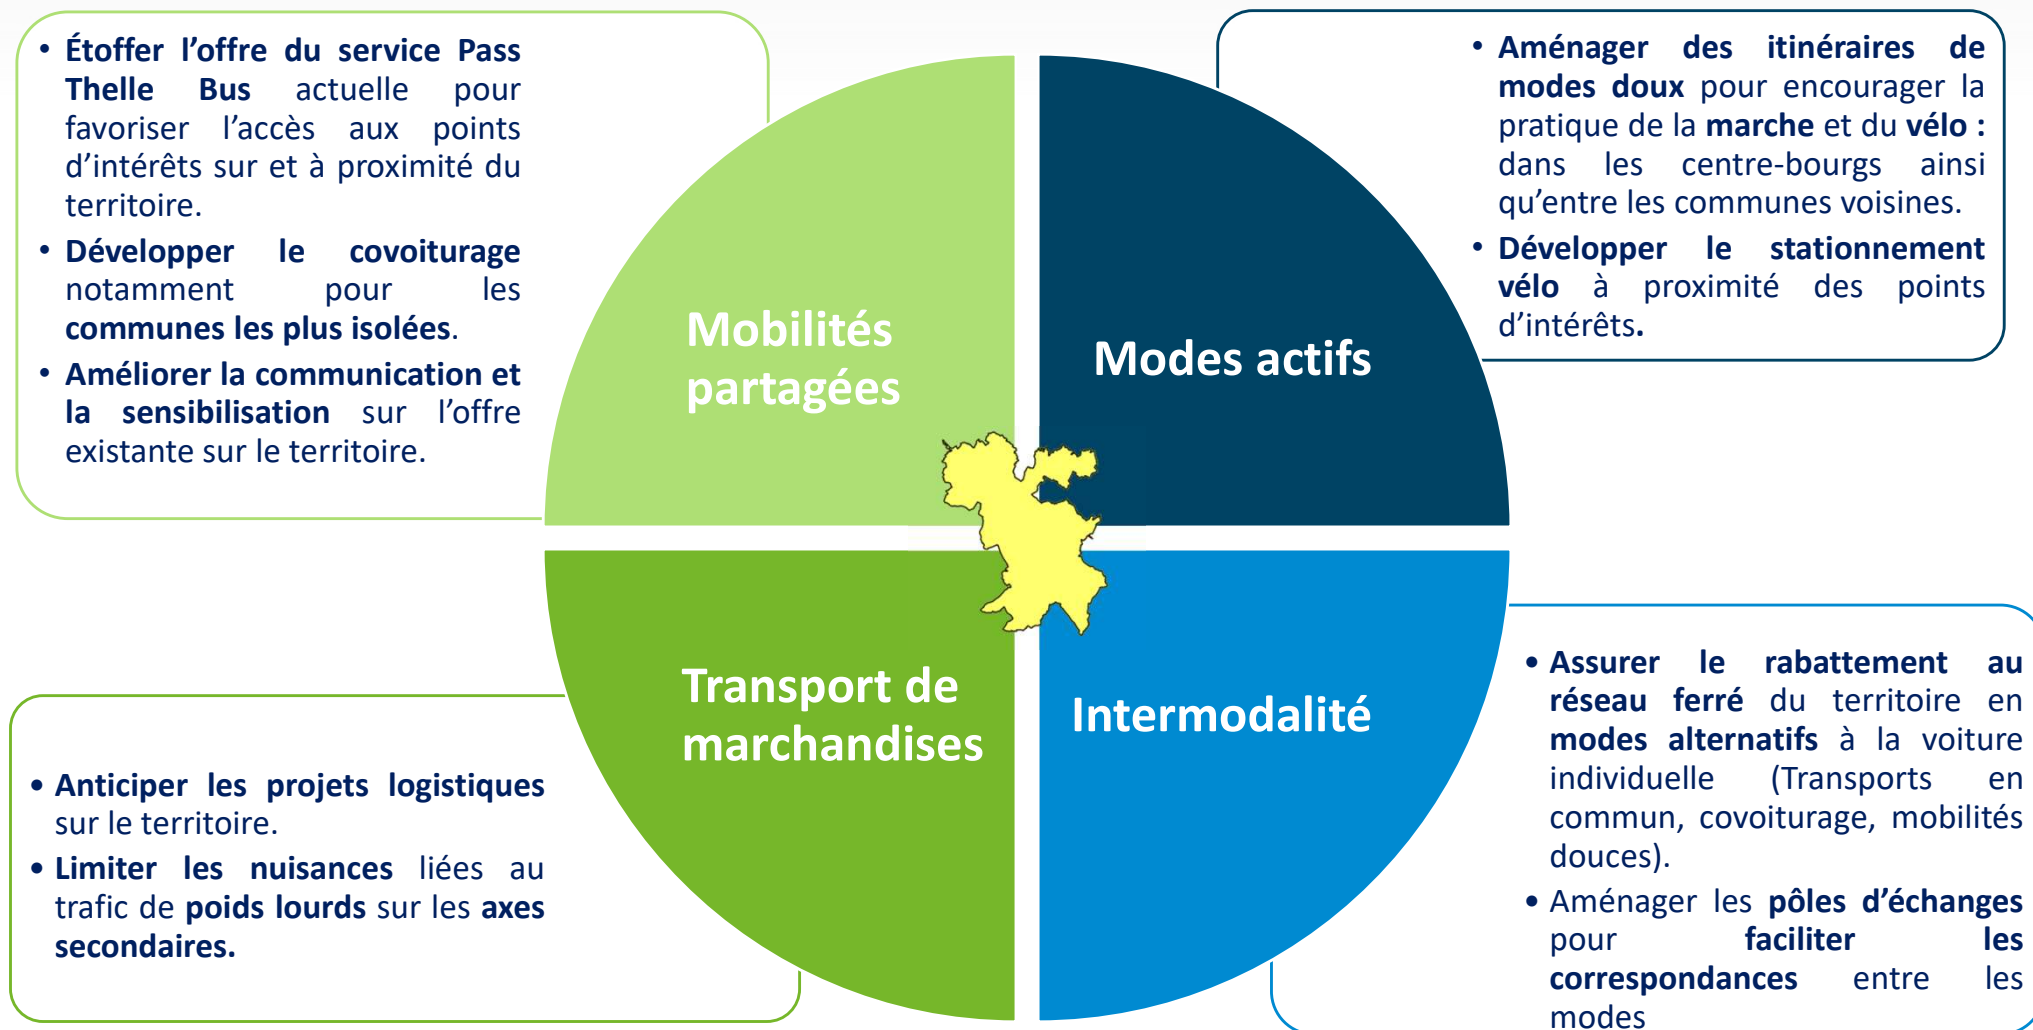 • Étoffer l’offre du service Pass
Thelle Bus actuelle pour
favoriser l’accès aux points
d’intérêts sur et à proximité du
territoire.
• Développer le covoiturage
notamment pour les
communes les plus isolées.
• Améliorer la communication et
la sensibilisation sur l’offre
existante sur le territoire.
Mobilités
partagées
Modes actifs
• Aménager des itinéraires de
modes doux pour encourager la
pratique de la marche et du vélo :
dans les centre-bourgs ainsi
qu’entre les communes voisines.
• Développer le stationnement
vélo à proximité des points
d’intérêts.
• Anticiper les projets logistiques
sur le territoire.
• Limiter les nuisances liées au
trafic de poids lourds sur les axes
secondaires.
Transport de
marchandises
Intermodalité
• Assurer le rabattement au
réseau ferré du territoire en
modes alternatifs à la voiture
individuelle (Transports en
commun, covoiturage, mobilités
douces).
• Aménager les pôles d’échanges
pour faciliter les
correspondances entre les
modes